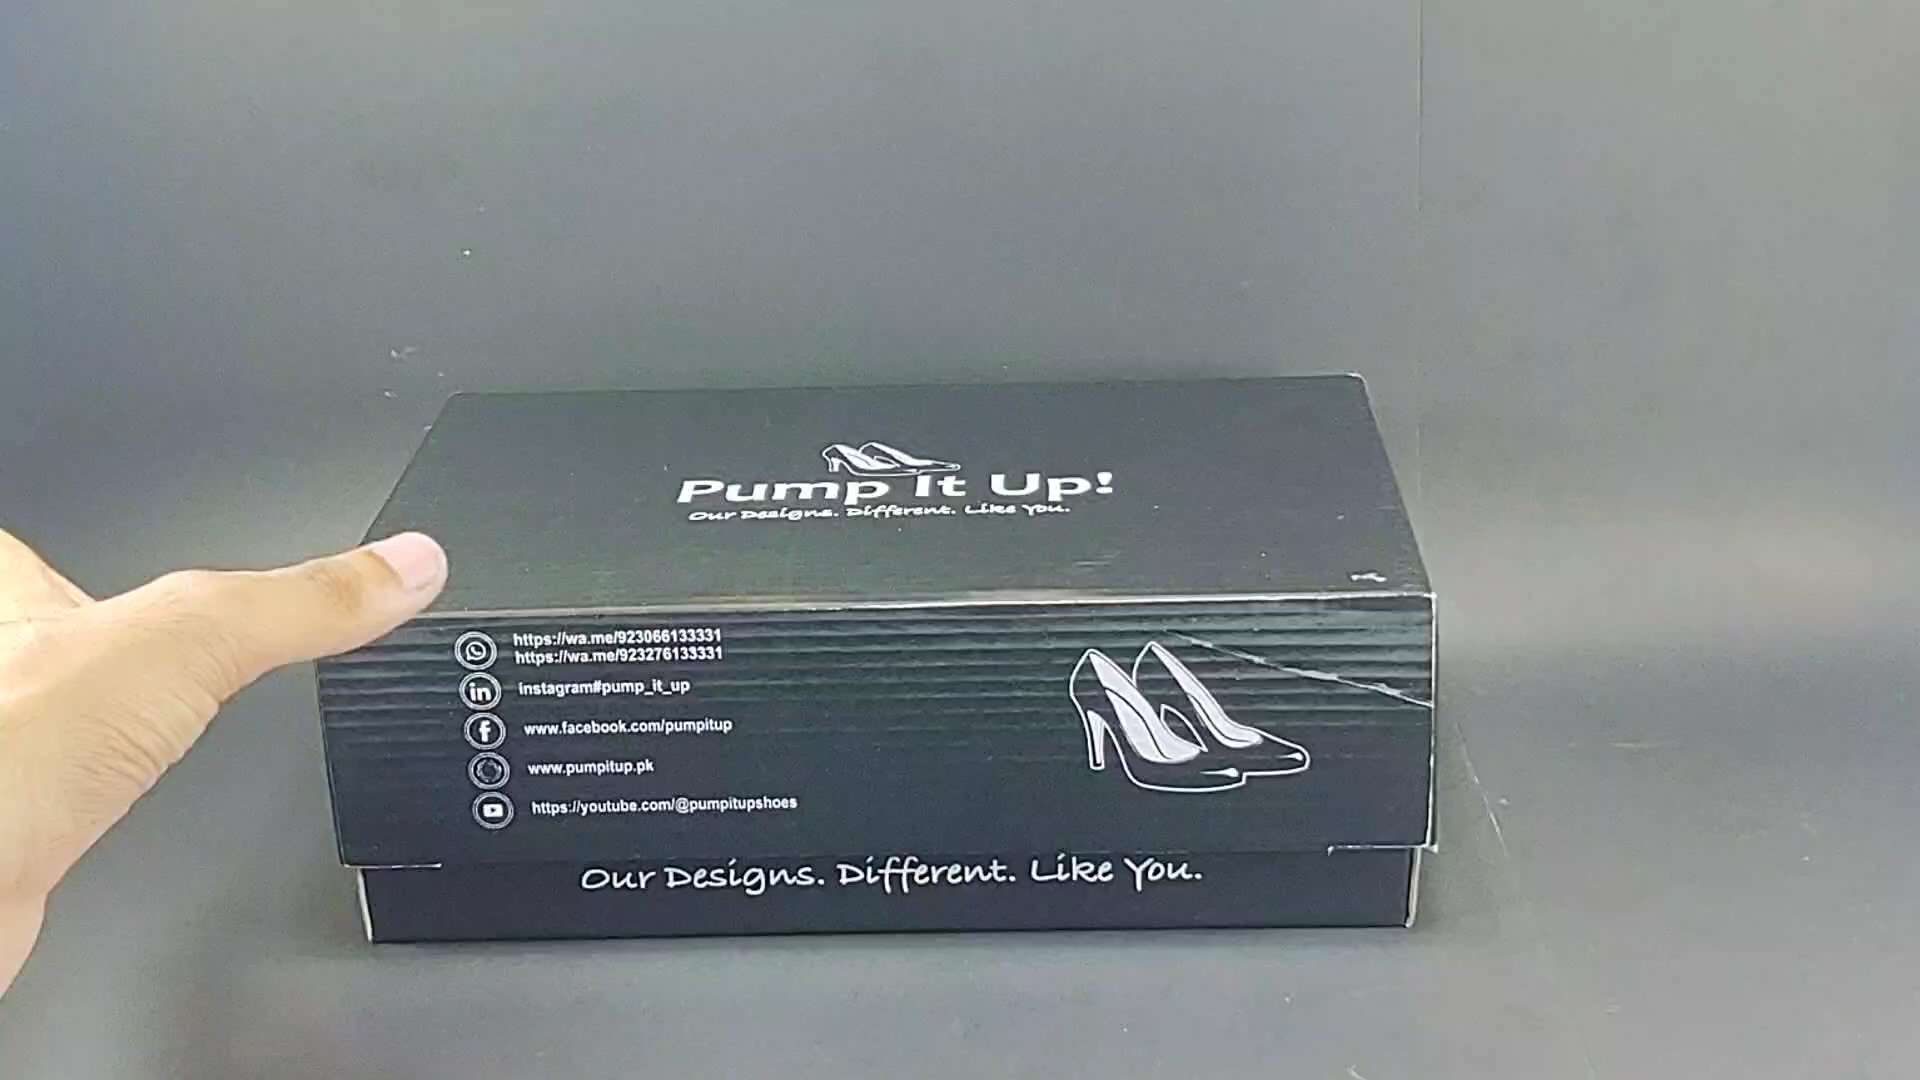 Pump It Up!
Our Designs. Different. Like You.
https://wa.me/923066133331
https://wa.me/923276133331
in
instagram#pump_it_up
f
www.facebook.com/pumpitup
www.pumpitup.pk
https://youtube.com/@pumpitupshoes
Our Designs. Different. Like You.